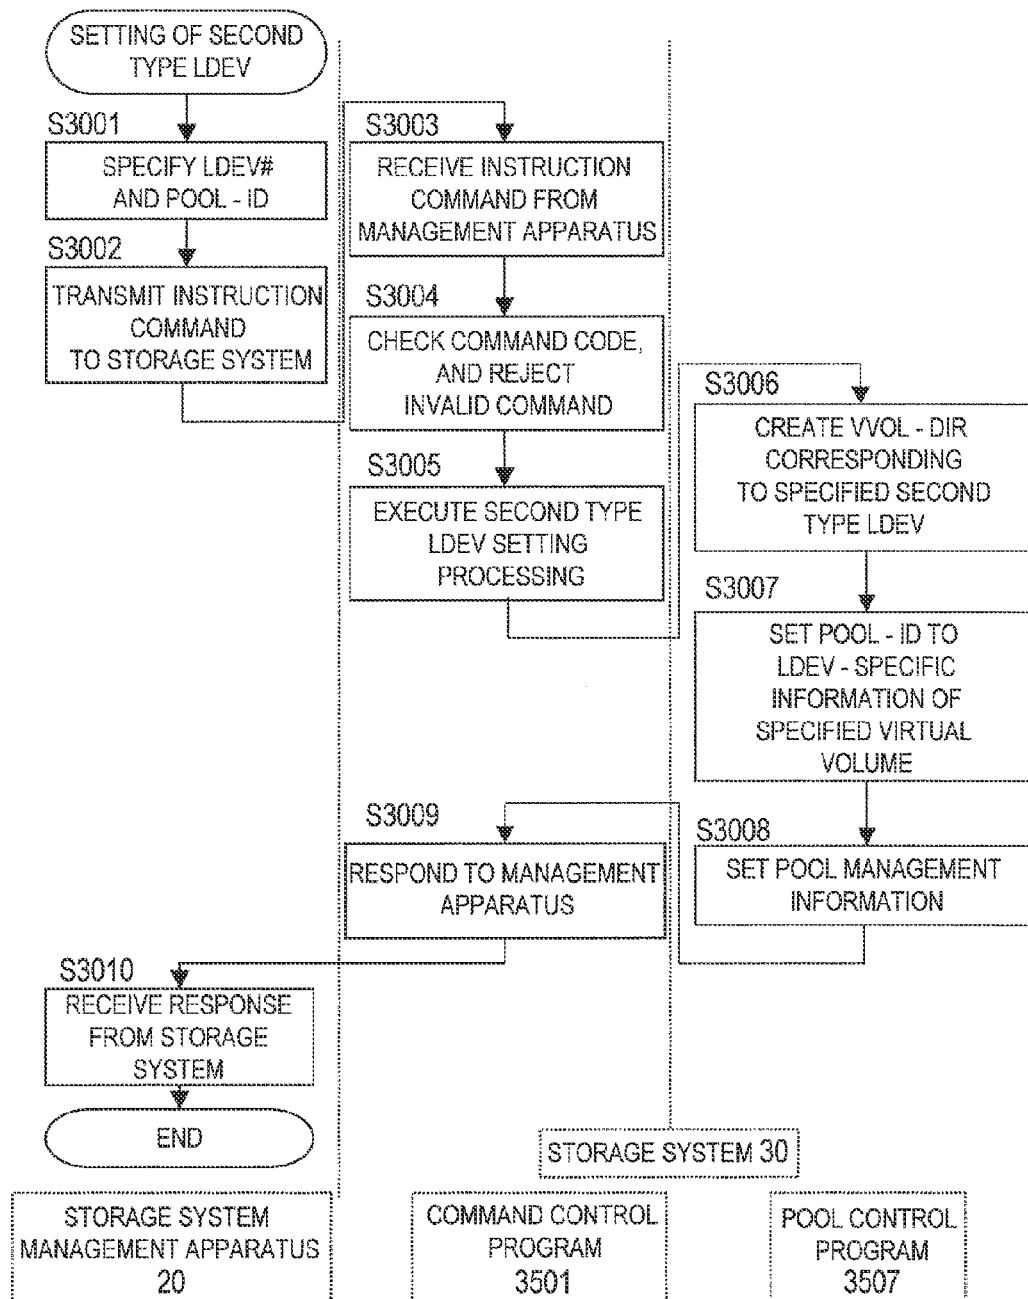 SETTING OF SECOND
TYPE LDEV
S3001
SPECIFY LDEV#
AND POOL - ID
S3002
TRANSMIT INSTRUCTION
COMMAND
TO STORAGE SYSTEM
S3003
RECEIVE INSTRUCTION
COMMAND FROM
MANAGEMENT APPARATUS
S3004
CHECK COMMAND CODE,
AND REJECT
INVALID COMMAND
S3005
EXECUTE SECOND TYPE
LDEV SETTING
PROCESSING
S3006
CREATE VVOL - DIR
CORRESPONDING
TO SPECIFIED SECOND
TYPE LDEV
S3007
SET POOL - ID TO
LDEV - SPECIFIC
INFORMATION OF
SPECIFIED VIRTUAL
VOLUME
S3008
SET POOL MANAGEMENT
INFORMATION
S3009
RESPOND TO MANAGEMENT
APPARATUS
S3010
RECEIVE RESPONSE
FROM STORAGE
SYSTEM
END
STORAGE SYSTEM 30
STORAGE SYSTEM
MANAGEMENT APPARATUS
20
COMMAND CONTROL
PROGRAM
3501
POOL CONTROL
PROGRAM
3507